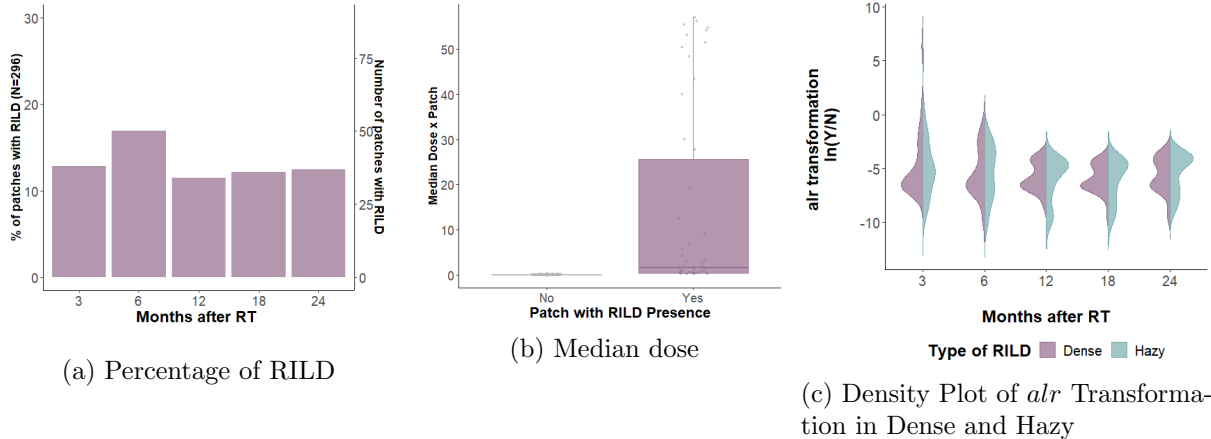 % of patches with RILD (N=296)
30
20
10
0
75
50
25
0
Number of patches with RILD
3 6 12 18 24
Months after RT
(a) Percentage of RILD
Median Dose x Patch
50
40
30
20
10
0
No Yes
Patch with RILD Presence
(b) Median dose
alr transformation
ln(Y/N)
10
5
0
-5
-10
3 6 12 18 24
Months after RT
Type of RILD Dense Hazy
(c) Density Plot of alr Transforma-
tion in Dense and Hazy